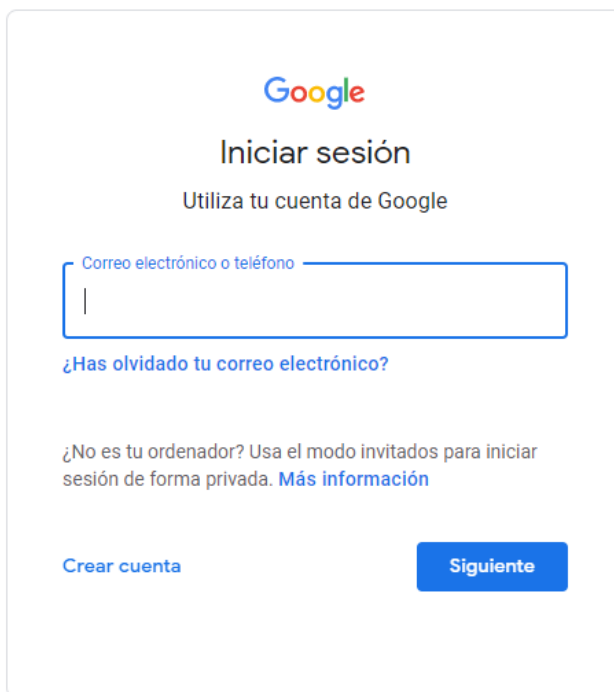 Google
Iniciar sesión
Utiliza tu cuenta de Google
Correo electrónico o teléfono
¿Has olvidado tu correo electrónico?
¿No es tu ordenador? Usa el modo invitados para iniciar
sesión de forma privada. Más información
Crear cuenta
Siguiente